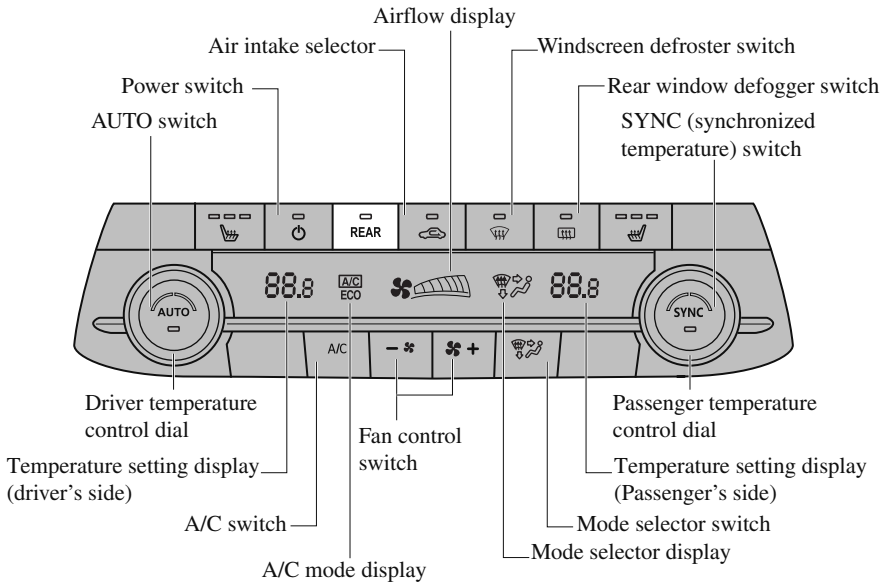 Airflow display
Air intake selector
Windscreen defroster switch
Power switch
Rear window defogger switch
AUTO switch
SYNC (synchronized
temperature) switch
REAR
88.8
A/C
ECO
88.8
AUTO
SYNC
A/C
Driver temperature
control dial
Fan control
switch
Passenger temperature
control dial
Temperature setting display
(driver's side)
Temperature setting display
(Passenger's side)
A/C switch
Mode selector switch
Mode selector display
A/C mode display